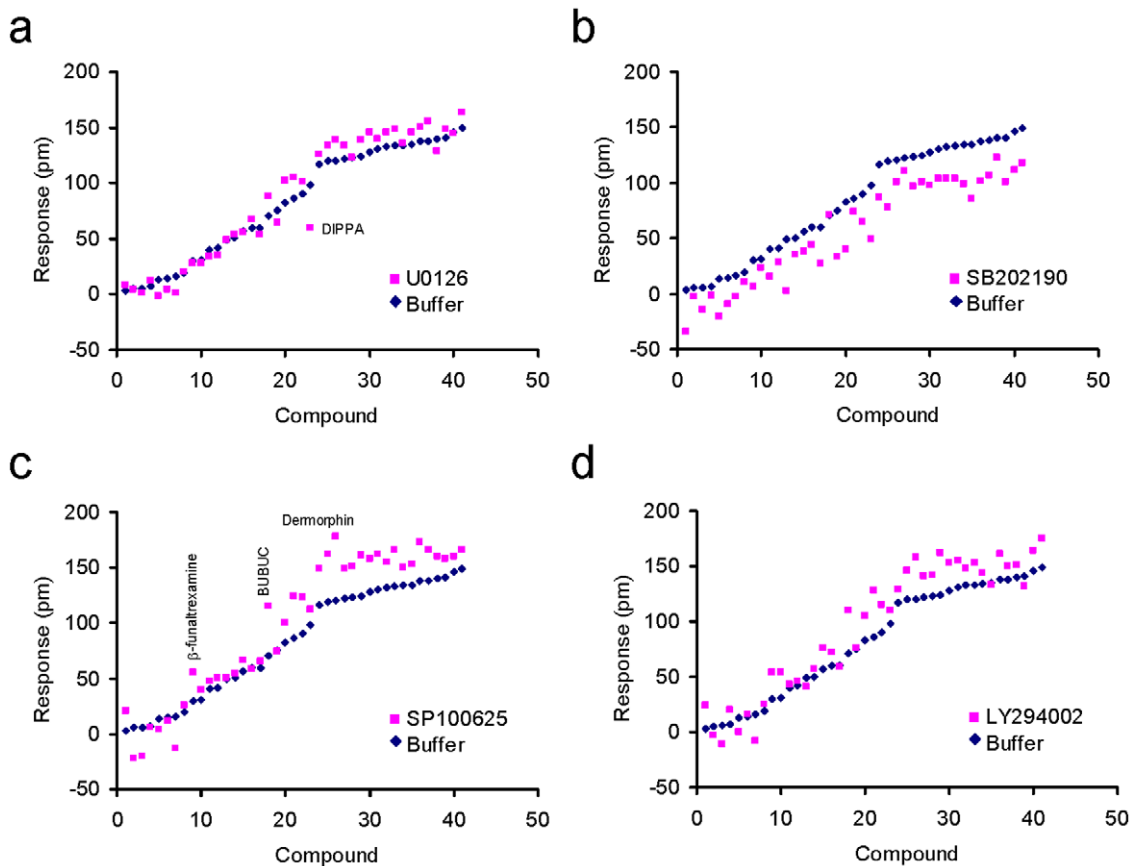 a
200
150
100
50
0
-50
Response (pm)
DIPPA
U0126
Buffer
0 10 20 30 40 50
Compound
b
200
150
100
50
0
-50
Response (pm)
SB202190
Buffer
0 10 20 30 40 50
Compound
c
200
150
100
50
0
-50
Response (pm)
β-funaltrexamine
BUBUC
Dermorphin
SP100625
Buffer
0 10 20 30 40 50
Compound
d
200
150
100
50
0
-50
Response (pm)
LY294002
Buffer
0 10 20 30 40 50
Compound